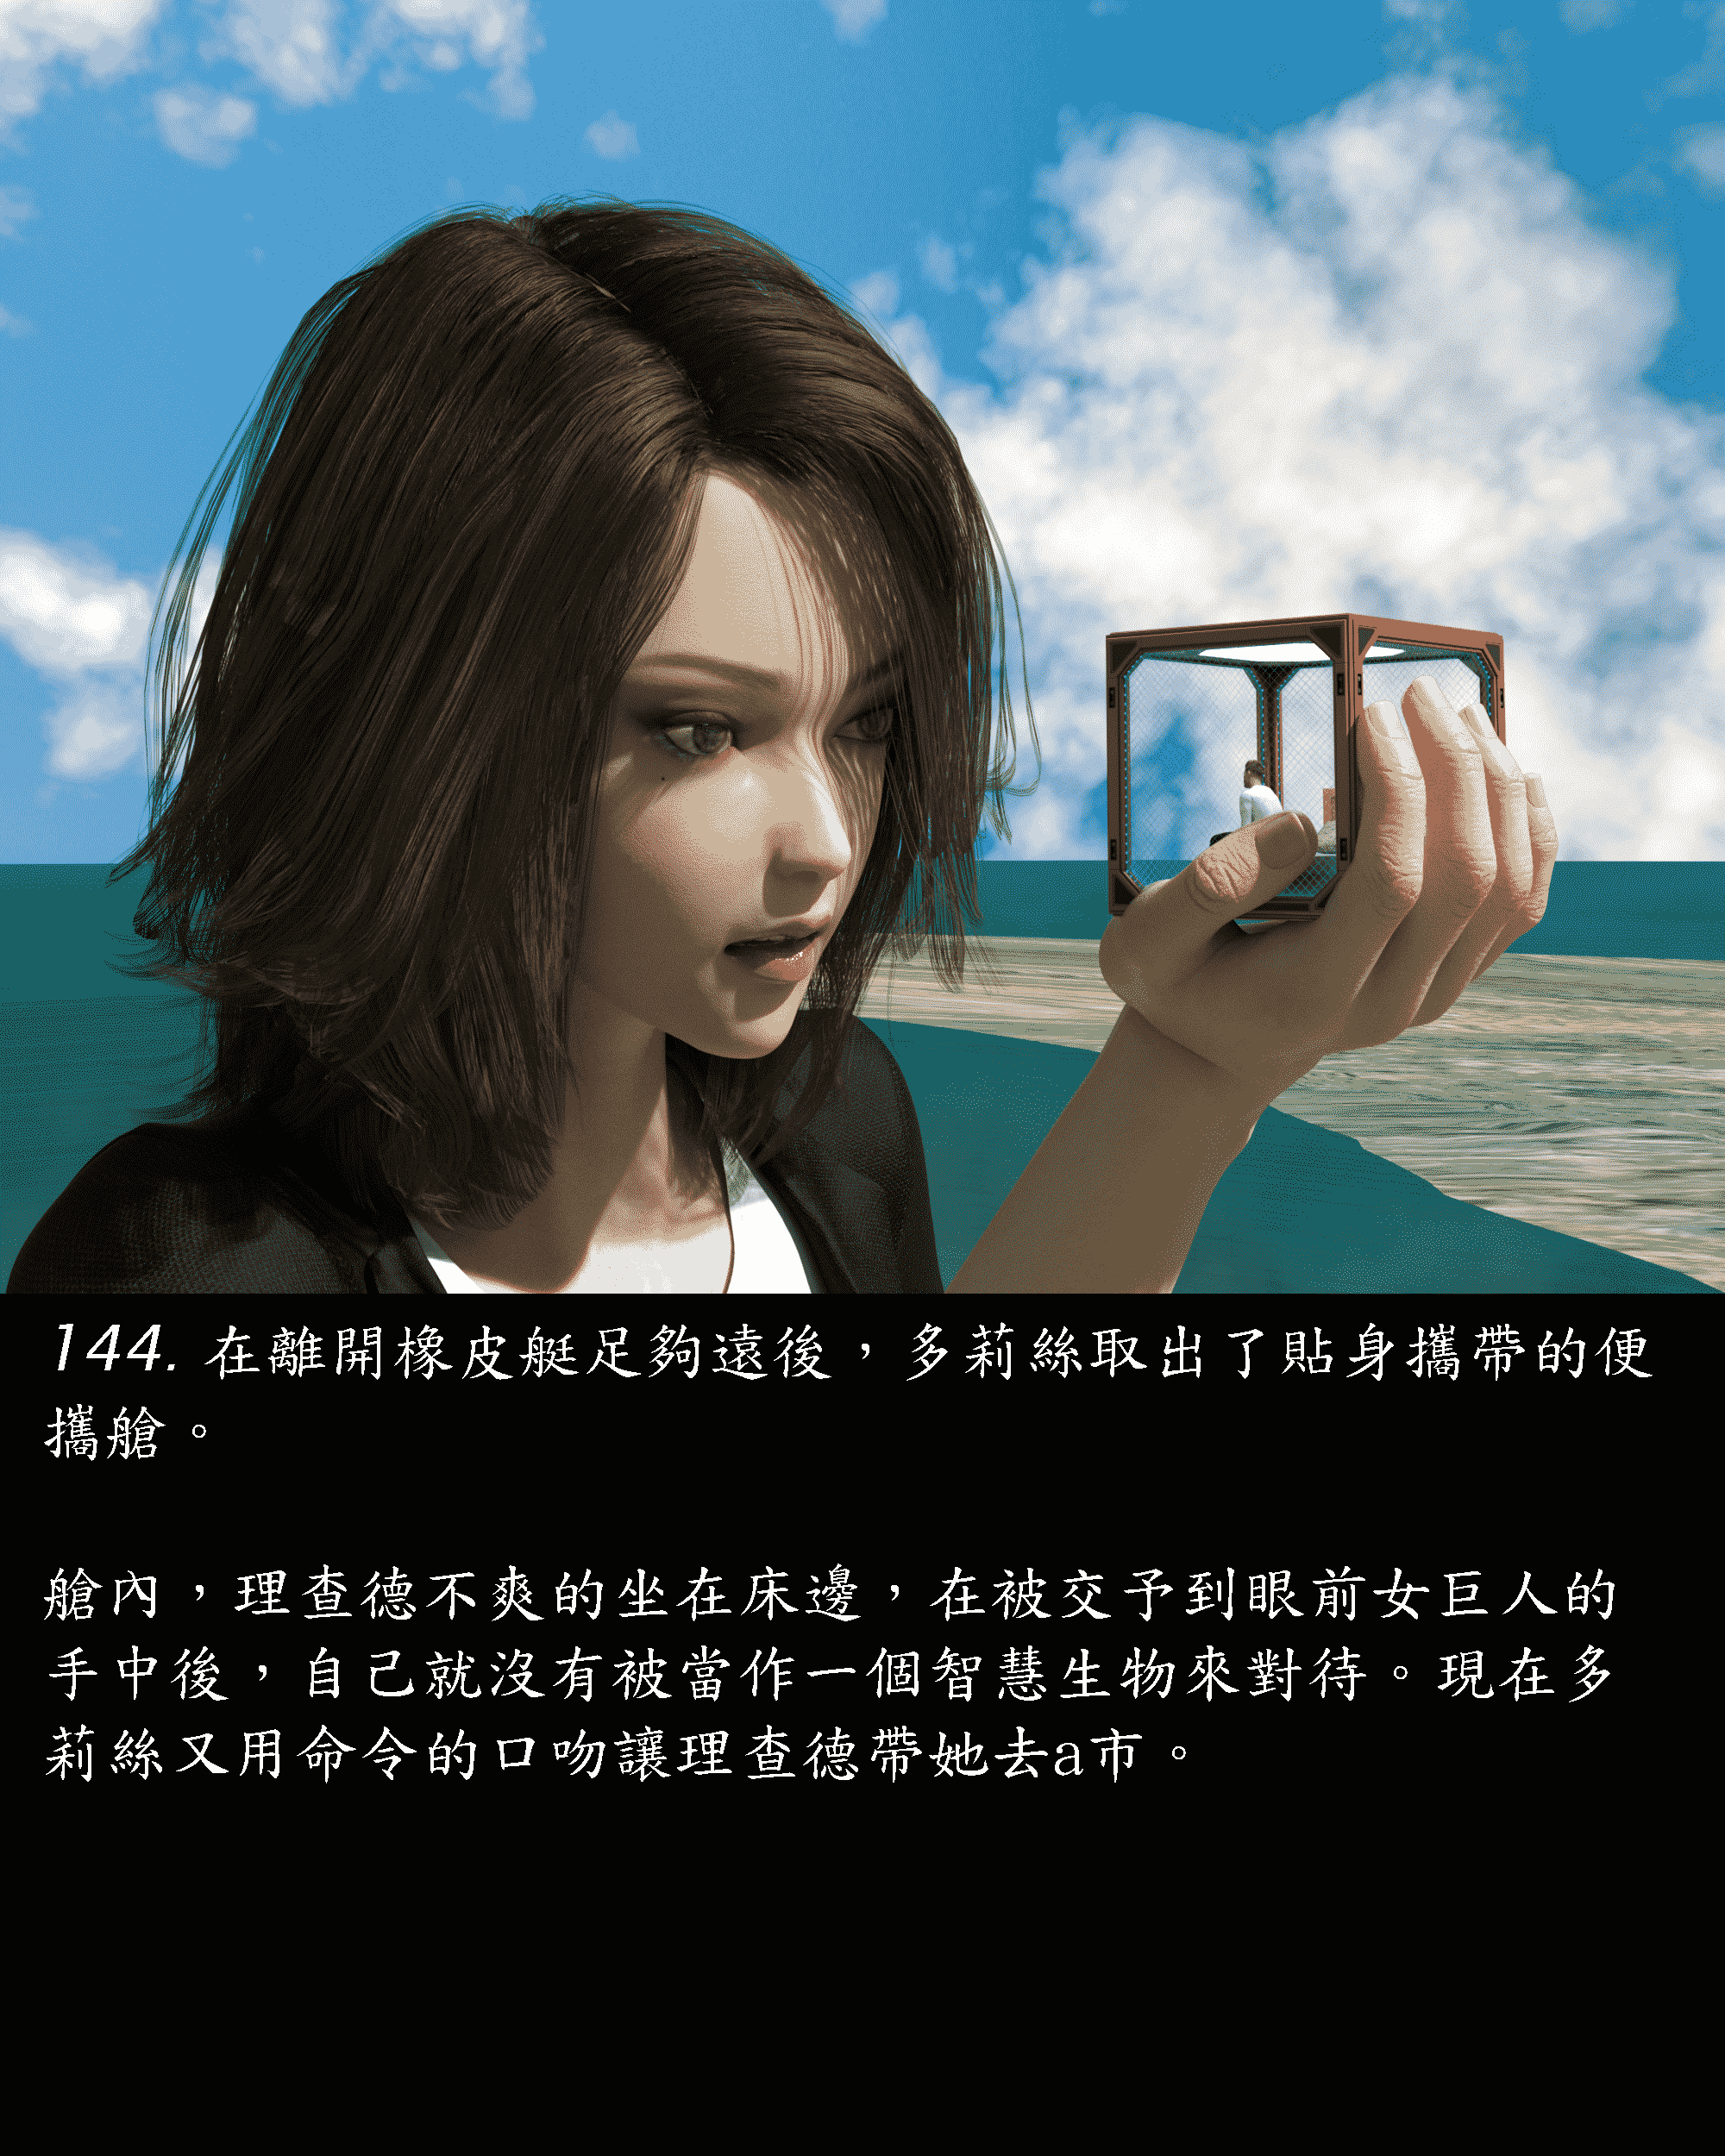 144. 在離開橡皮艇足夠遠後，多莉絲取出了貼身攜帶的便
攜艙。
艙內，理查德不爽的坐在床邊，在被交予到眼前女巨人的
手中後，自己就沒有被當作一個智慧生物來對待。現在多
莉絲又用命令的口吻讓理查德帶她去a市。